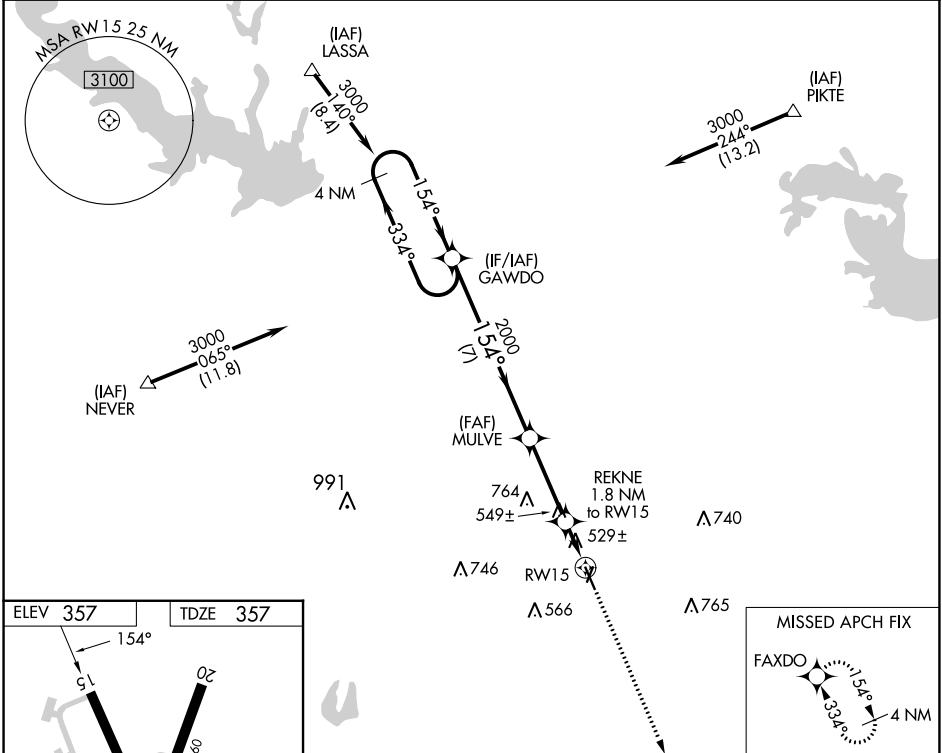 MSA RW15 25 NM
3100
(IAF)
LASSA
3000
140°
(8.4)
(IAF)
PIKTE
3000
244°
(13.2)
4 NM
154°
334°
(IF/IAF)
GAWDO
2000
154°
(7)
3000
065°
(11.8)
(IAF)
NEVER
(FAF)
MULVE
991
764
549±
REKNE
1.8 NM
to RW15
740
529±
746
RW15
566
765
ELEV 357
TDZE 357
154°
15
20
60
MISSED APCH FIX
FAXDO
154°
334°
4 NM